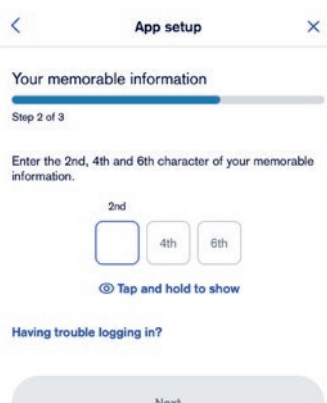 App setup
Your memorable information
Step 2 of 3
Enter the 2nd, 4th and 6th character of your memorable
information.
2nd
4th 6th
Tap and hold to show
Having trouble logging in?
Next